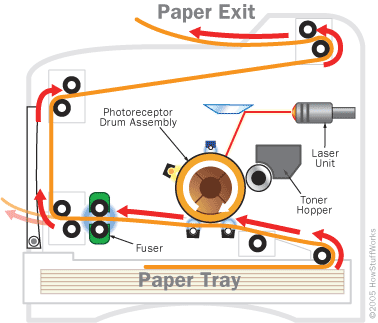 Paper Exit
Photoreceptor
Drum Assembly
Laser
Unit
Toner
Hopper
Fuser
Paper Tray
©2005 HowStuffWorks